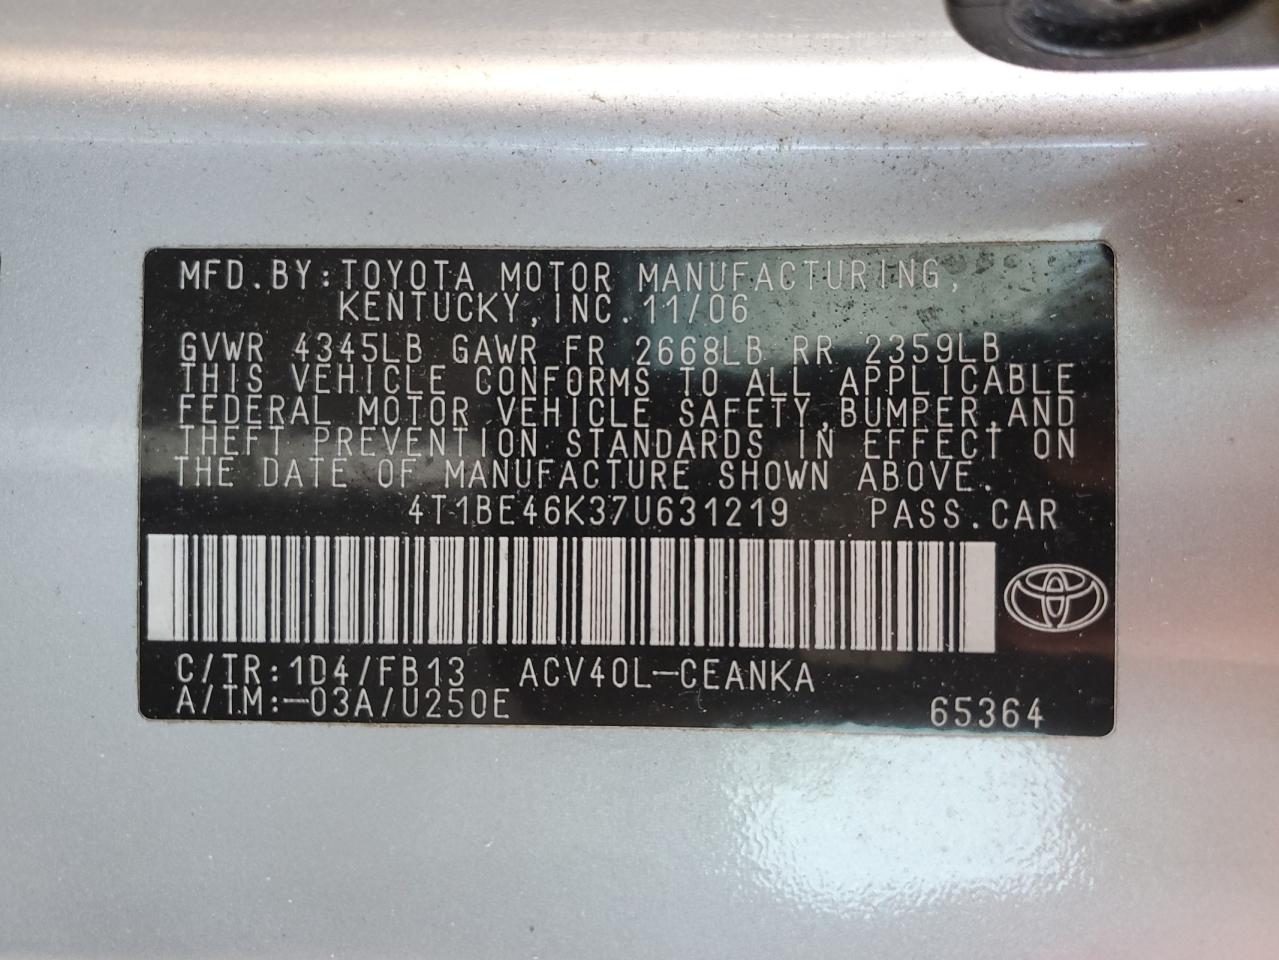 MFD.BY:TOYOTA MOTOR MANUFACTURING,
KENTUCKY,INC.11/06
GVWR 4345LB GAWR FR 2668LB RR 2359LB
THIS VEHICLE CONFORMS TO ALL APPLICABLE
FEDERAL MOTOR VEHICLE SAFETY,BUMPER,AND
THEFT PREVENTION STANDARDS IN EFFECT ON
THE DATE OF MANUFACTURE SHOWN ABOVE.
4T1BE46K37U631219 PASS.CAR
C/TR:1D4/FB13 ACV40L-CEANKA
A/TM:-03A/U250E 65364